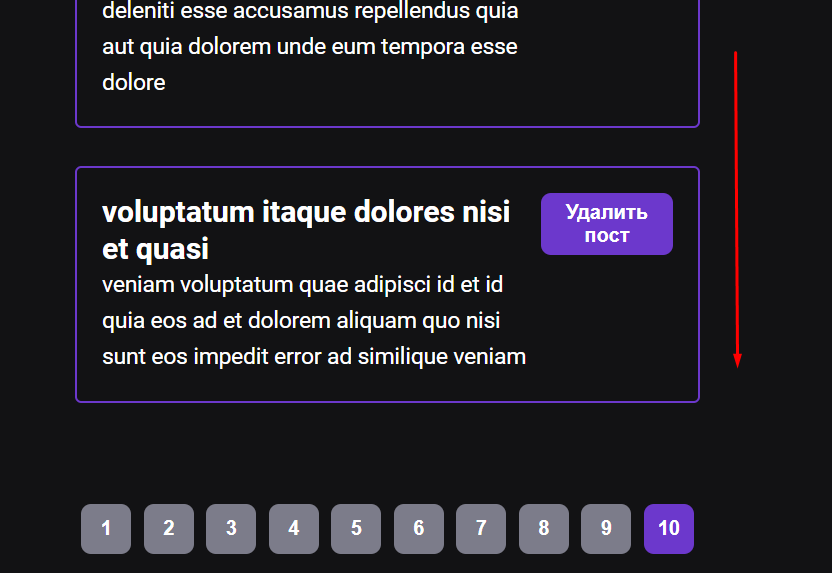 deleniti esse accusamus repellendus quia
aut quia dolorem unde eum tempora esse
dolore
voluptatum itaque dolores nisi
et quasi
Удалить
пост
veniam voluptatum quae adipisci id et id
quia eos ad et dolorem aliquam quo nisi
sunt eos impedit error ad similique veniam
1 2 3 4 5 6 7 8 9 10